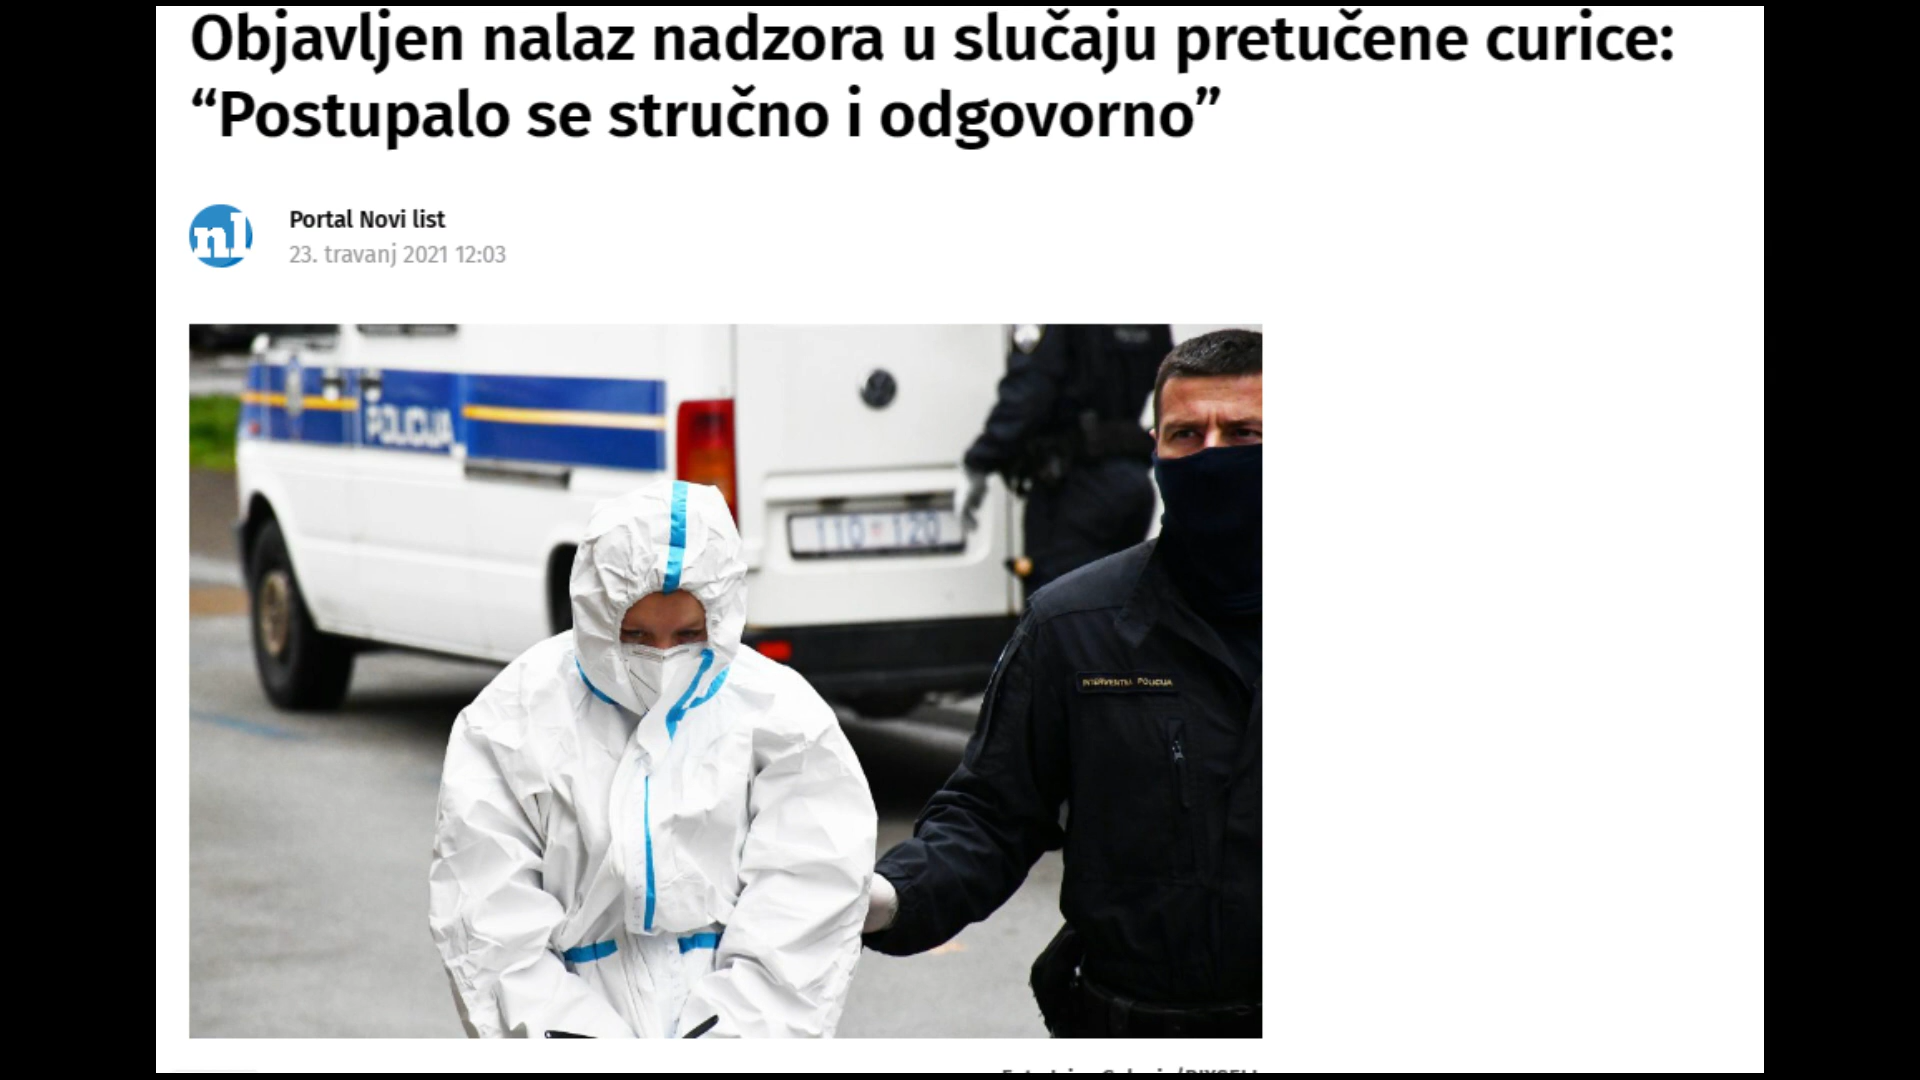 Objavljen nalaz nadzora u slučaju pretučene curice:
“Postupalo se stručno i odgovorno”
nl
Portal Novi list
23. travanj 2021 12:03
POLICIJA
110 120
INTERVENTNA POLICIJA